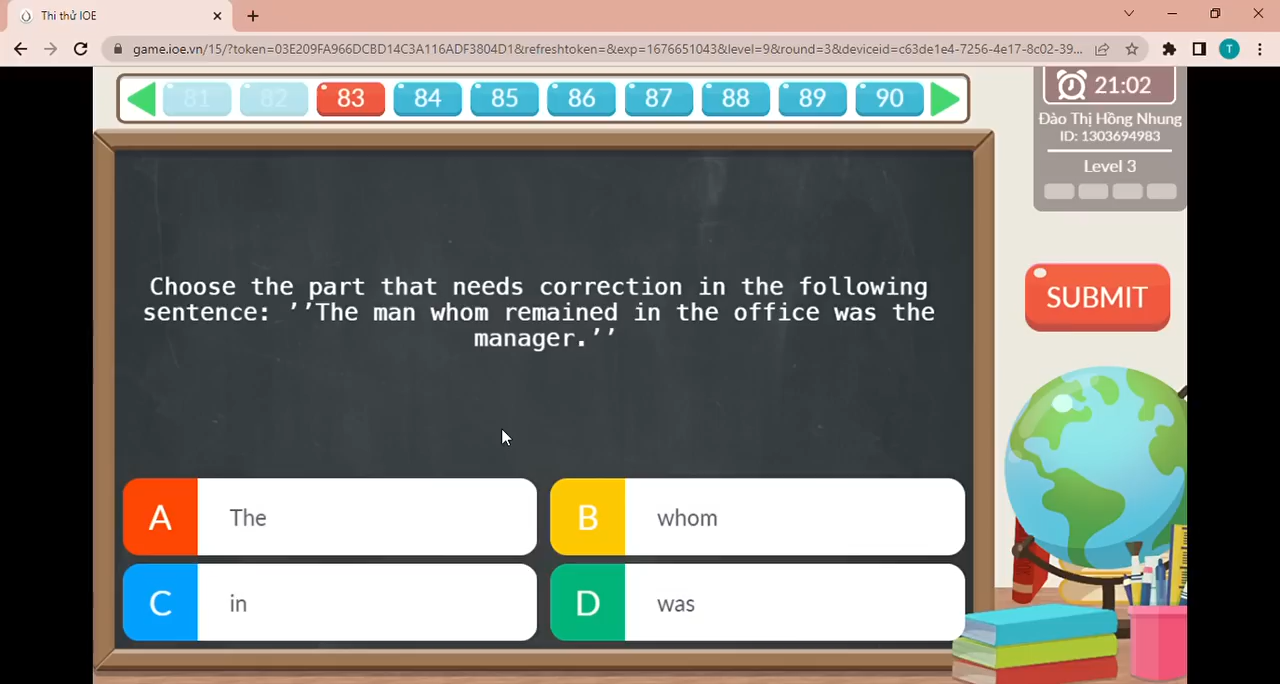 Thi thử IOE
game.ioe.vn/15/?token=03E209FA966DCBD14C3A116ADF3804D1&refreshtoken=&exp=1676651043&level=9&round=3&deviceid=c63de1e4-7256-4e17-8c02-39...
T
81 82 83 84 85 86 87 88 89 90
21:02
Đào Thị Hồng Nhung
ID: 1303694983
Level 3
Choose the part that needs correction in the following
sentence: ’’The man whom remained in the office was the
manager.’’
SUBMIT
A The
B whom
C in
D was